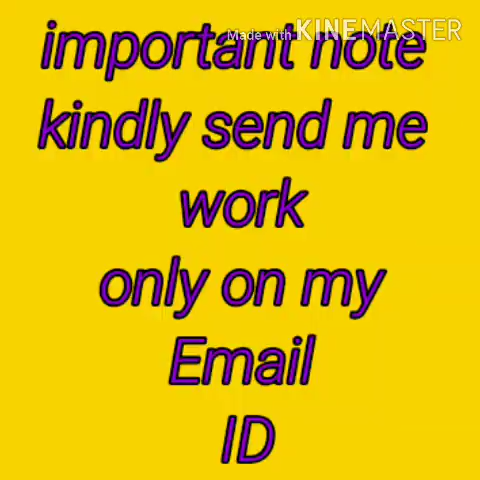 important note
Made with KINEMASTER
kindly send me
work
only on my
Email
ID